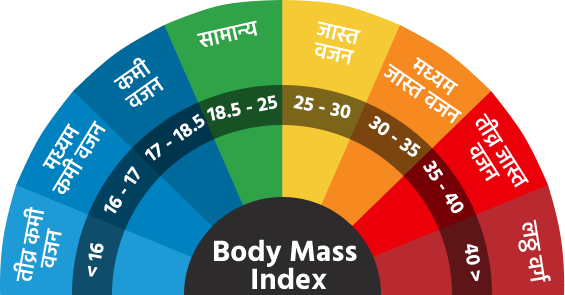 तीव्र कमी
वजन
< 16
मध्यम
कमी वजन
16 - 17
कमी
वजन
17 - 18.5
सामान्य
18.5 - 25
जास्त
वजन
25 - 30
मध्यम
जास्त वजन
30 - 35
तीव्र जास्त
वजन
35 - 40
लठ्ठ वर्ग
40 >
Body Mass
Index